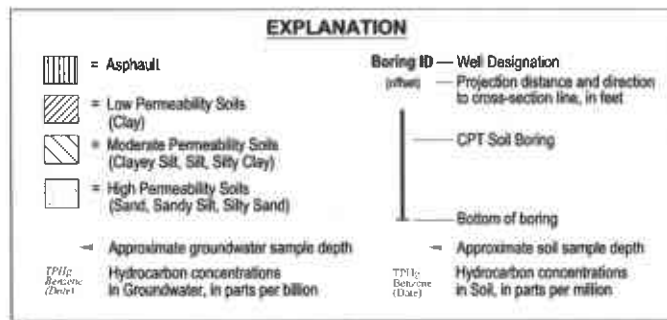 EXPLANATION
= Asphault
= Low Permeability Soils
(Clay)
= Moderate Permeability Soils
(Clayey Silt, Silt, Silty Clay)
= High Permeability Soils
(Sand, Sandy Silt, Silty Sand)
Approximate groundwater sample depth
TPHg
Benzene
(Date)
Hydrocarbon concentrations
in Groundwater, in parts per billion
Boring ID — Well Designation
(offset) — Projection distance and direction
to cross-section line, in feet
CPT Soil Boring
Bottom of boring
Approximate soil sample depth
TPHg
Benzene
(Date)
Hydrocarbon concentrations
in Soil, in parts per million